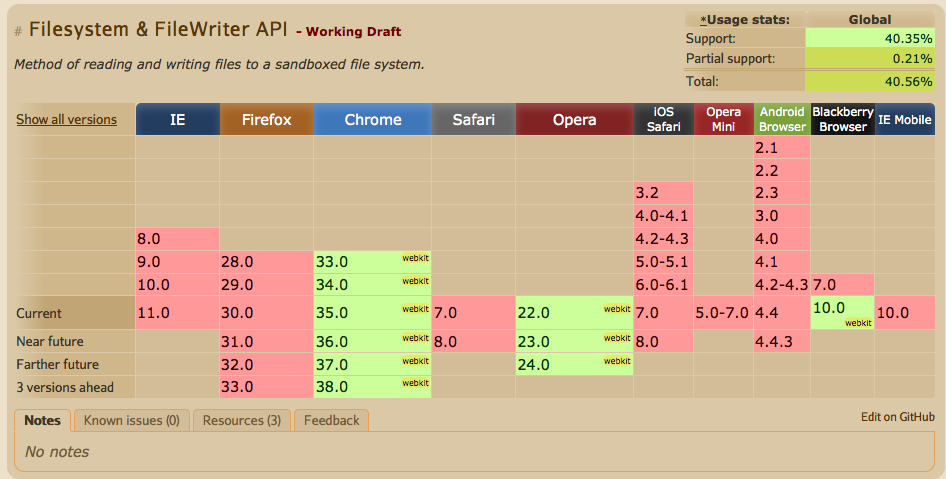 # Filesystem & FileWriter API - Working Draft
*Usage stats: Global
Support: 40.35%
Partial support: 0.21%
Total: 40.56%
Method of reading and writing files to a sandboxed file system.
Show all versions IE Firefox Chrome Safari Opera iOS Safari Opera Mini Android Browser Blackberry Browser IE Mobile
2.1
2.2
3.2 2.3
4.0-4.1 3.0
8.0 4.2-4.3 4.0
9.0 28.0 33.0 webkit 5.0-5.1 4.1
10.0 29.0 34.0 webkit 6.0-6.1 4.2-4.3 7.0
Current 11.0 30.0 35.0 webkit 7.0 22.0 webkit 7.0 5.0-7.0 4.4 10.0 webkit 10.0
Near future 31.0 36.0 webkit 8.0 23.0 webkit 8.0 4.4.3
Farther future 32.0 37.0 webkit 24.0 webkit
3 versions ahead 33.0 38.0 webkit
Notes Known issues (0) Resources (3) Feedback Edit on GitHub
No notes